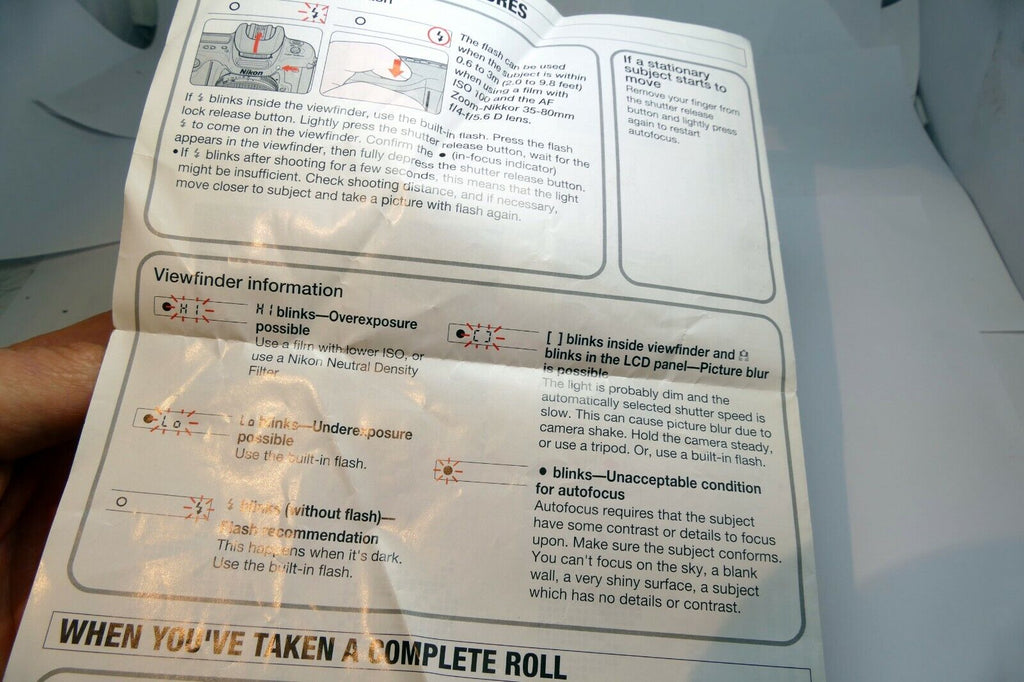 URES
Nikon
The flash can be used
when the subject is within
0.6 to 3m (2.0 to 9.8 feet)
when using a film with
ISO 100 and the AF
Zoom-Nikkor 35-80mm
f/4-f/5.6 D lens.
If ⚡ blinks inside the viewfinder, use the built-in flash. Press the flash
lock release button. Lightly press the shutter release button, wait for the
⚡ to come on in the viewfinder. Confirm the ● (in-focus indicator)
appears in the viewfinder, then fully depress the shutter release button.
•If ⚡ blinks after shooting for a few seconds, this means that the light
might be insufficient. Check shooting distance, and if necessary,
move closer to subject and take a picture with flash again.
If a stationary
subject starts to
move
Remove your finger from
the shutter release
button and lightly press
again to restart
autofocus.
Viewfinder information
HI
HI blinks—Overexposure
possible
Use a film with lower ISO, or
use a Nikon Neutral Density
Filter.
Lo
Lo blinks—Underexposure
possible
Use the built-in flash.
⚡ blinks (without flash)—
Flash recommendation
This happens when it's dark.
Use the built-in flash.
[ ]
[ ] blinks inside viewfinder and
blinks in the LCD panel—Picture blur
is possible
The light is probably dim and the
automatically selected shutter speed is
slow. This can cause picture blur due to
camera shake. Hold the camera steady,
or use a tripod. Or, use a built-in flash.
● blinks—Unacceptable condition
for autofocus
Autofocus requires that the subject
have some contrast or details to focus
upon. Make sure the subject conforms.
You can't focus on the sky, a blank
wall, a very shiny surface, a subject
which has no details or contrast.
WHEN YOU'VE TAKEN A COMPLETE ROLL